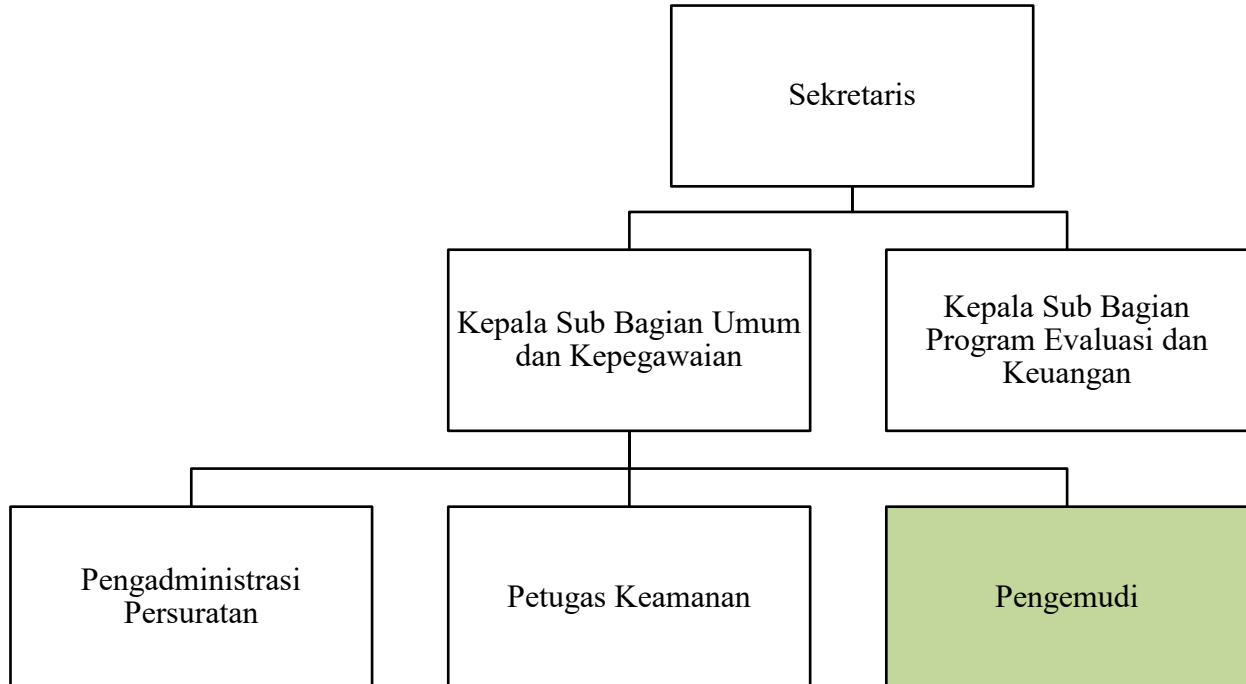 Sekretaris
Kepala Sub Bagian Umum
dan Kepegawaian
Kepala Sub Bagian
Program Evaluasi dan
Keuangan
Pengadministrasi
Persuratan
Petugas Keamanan
Pengemudi